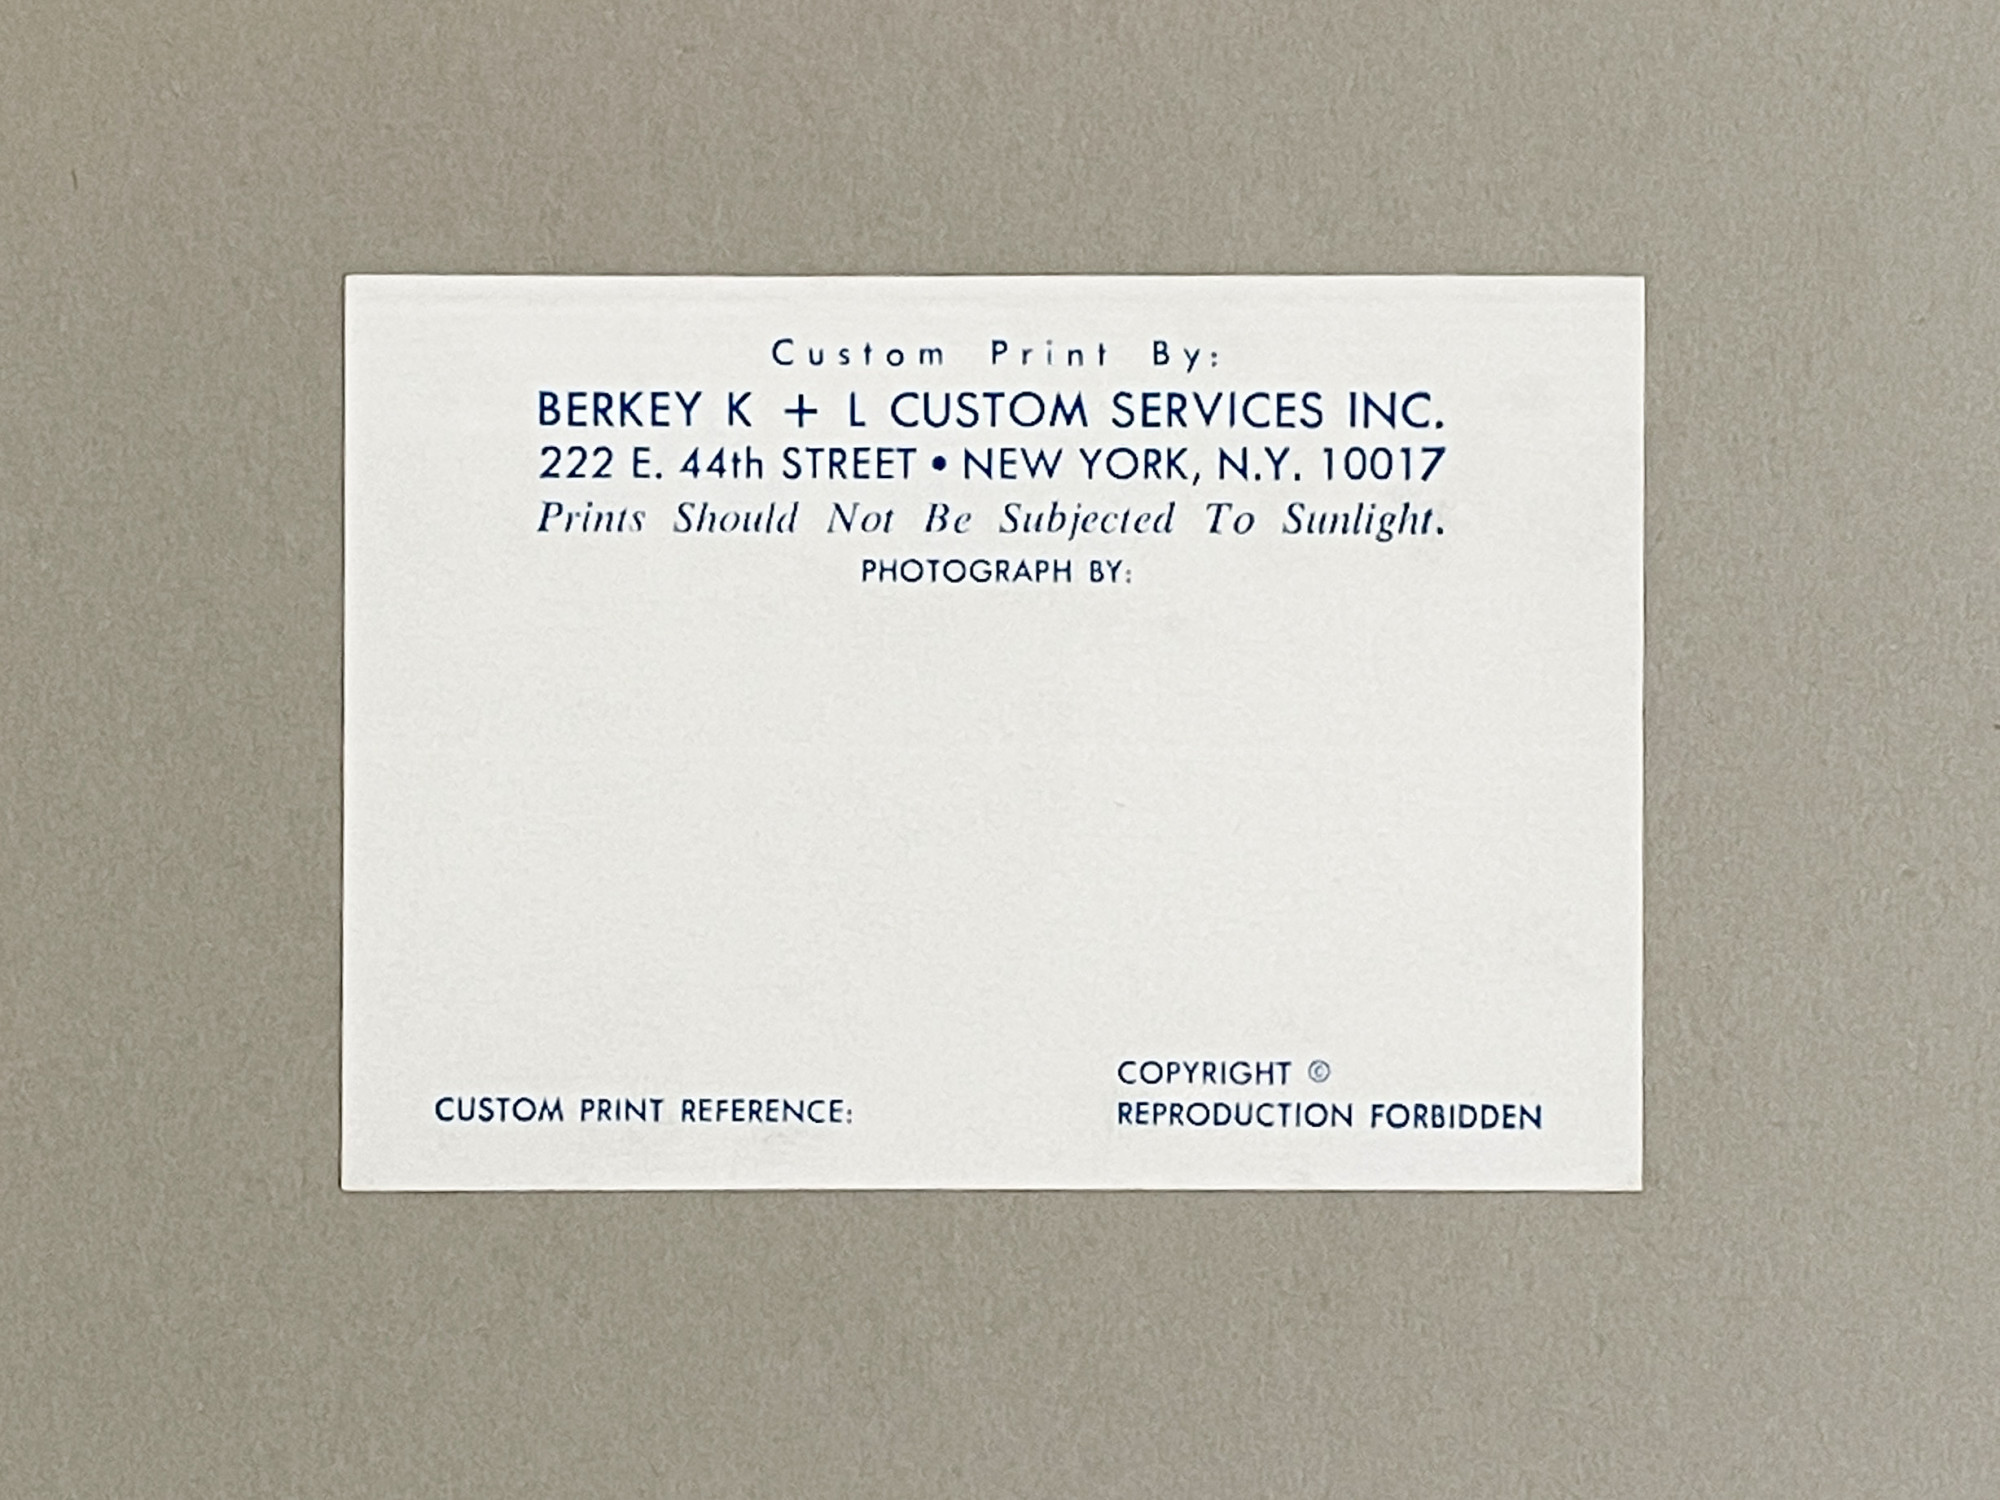 Custom Print By:
BERKEY K + L CUSTOM SERVICES INC.
222 E. 44th STREET • NEW YORK, N.Y. 10017
Prints Should Not Be Subjected To Sunlight.
PHOTOGRAPH BY:
CUSTOM PRINT REFERENCE:
COPYRIGHT ©
REPRODUCTION FORBIDDEN